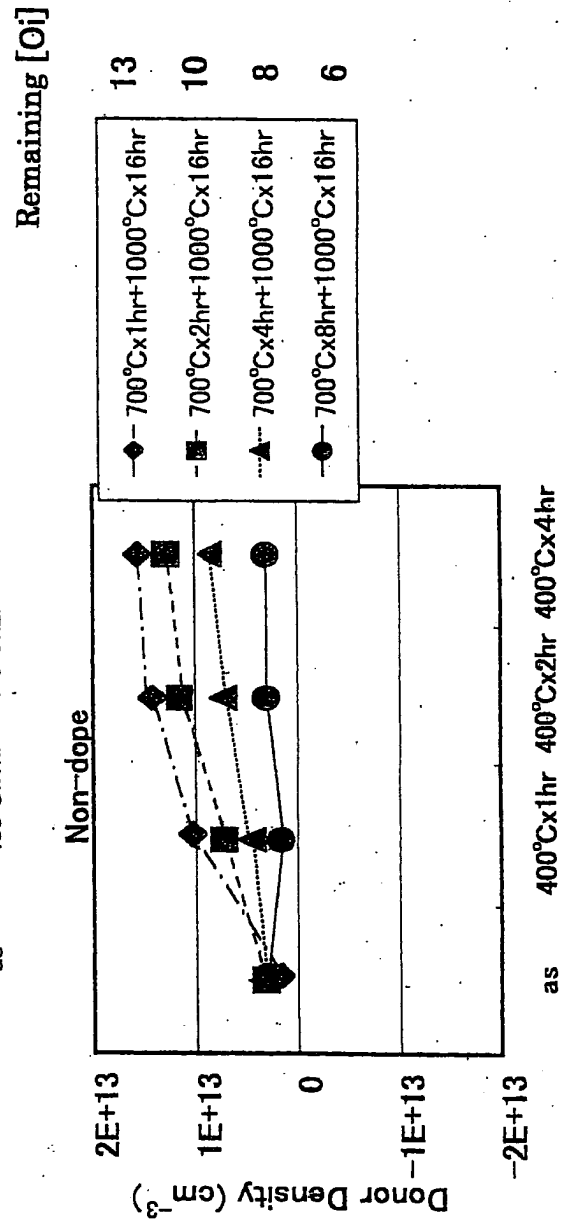 Remaining [Oi]
Non-dope
700°Cx1hr+1000°Cx16hr 13
700°Cx2hr+1000°Cx16hr 10
700°Cx4hr+1000°Cx16hr 8
700°Cx8hr+1000°Cx16hr 6
Donor Density (cm⁻³)
2E+13
1E+13
0
-1E+13
-2E+13
as 400°Cx1hr 400°Cx2hr 400°Cx4hr